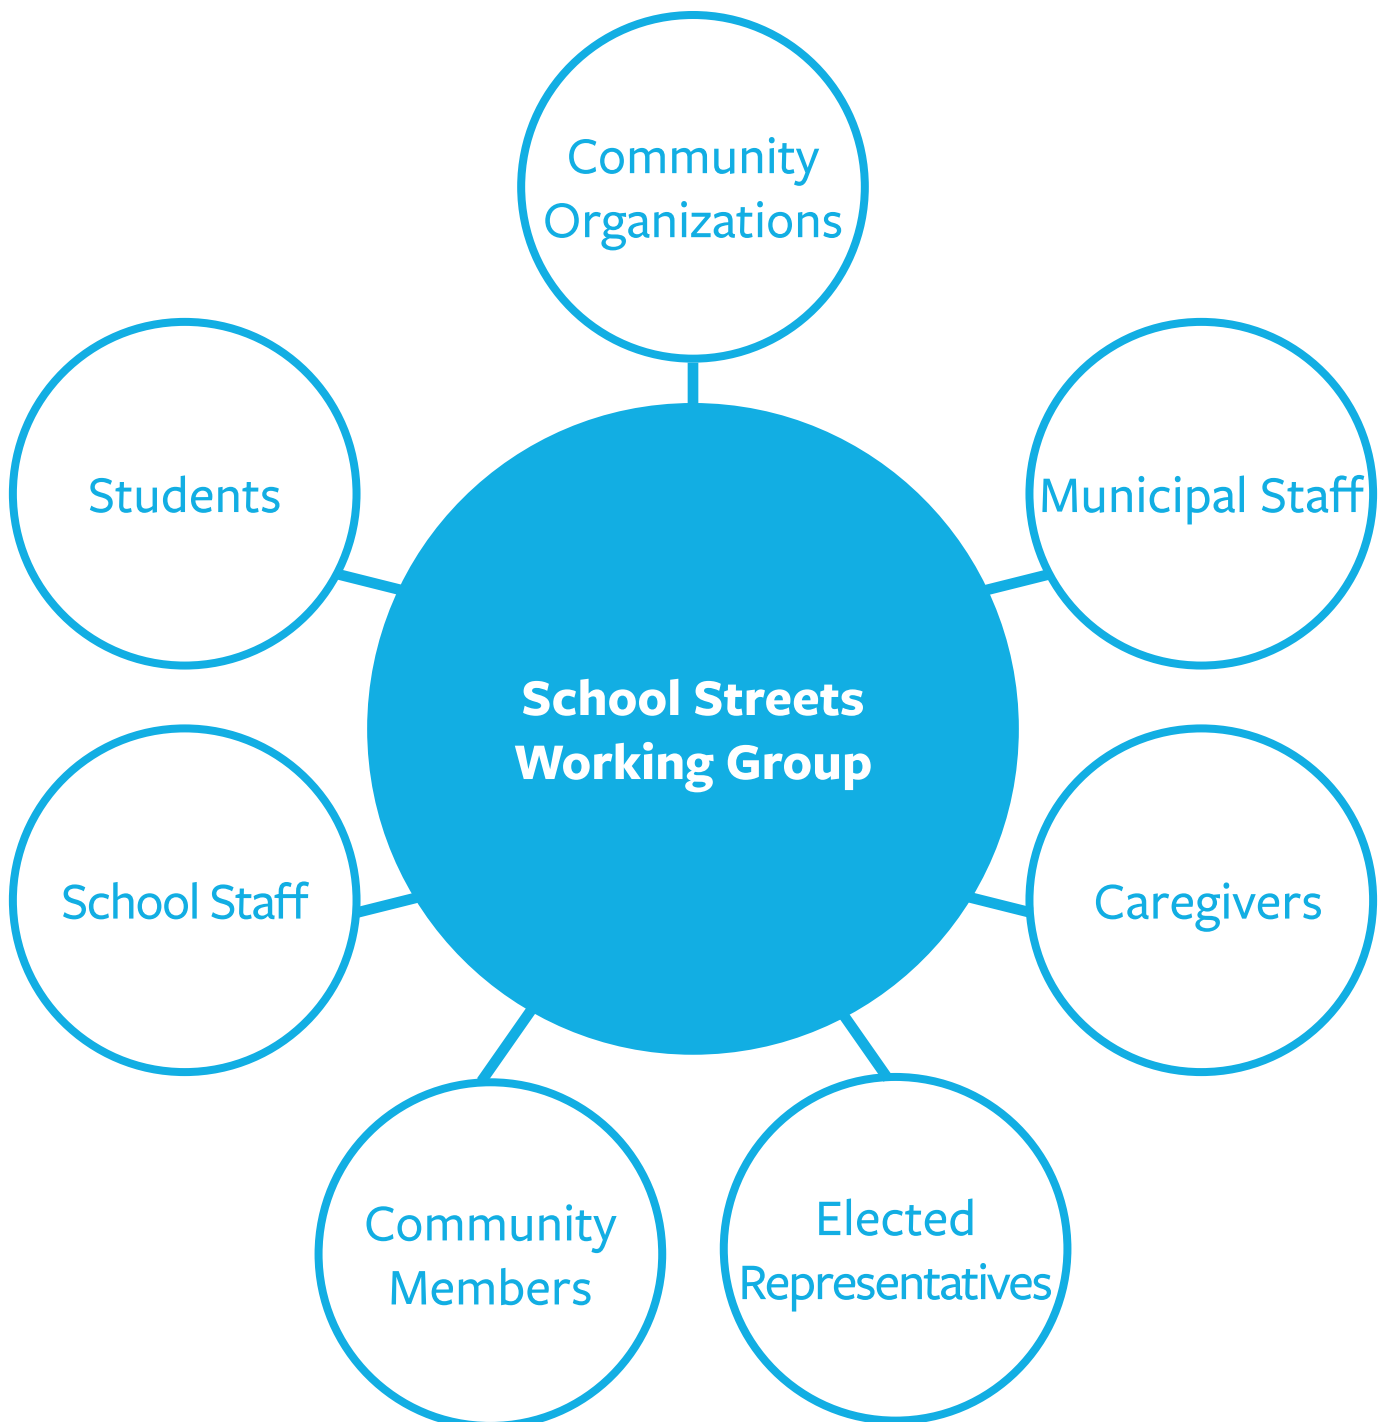 Community
Organizations
Students
Municipal Staff
School Streets
Working Group
School Staff
Caregivers
Community
Members
Elected
Representatives